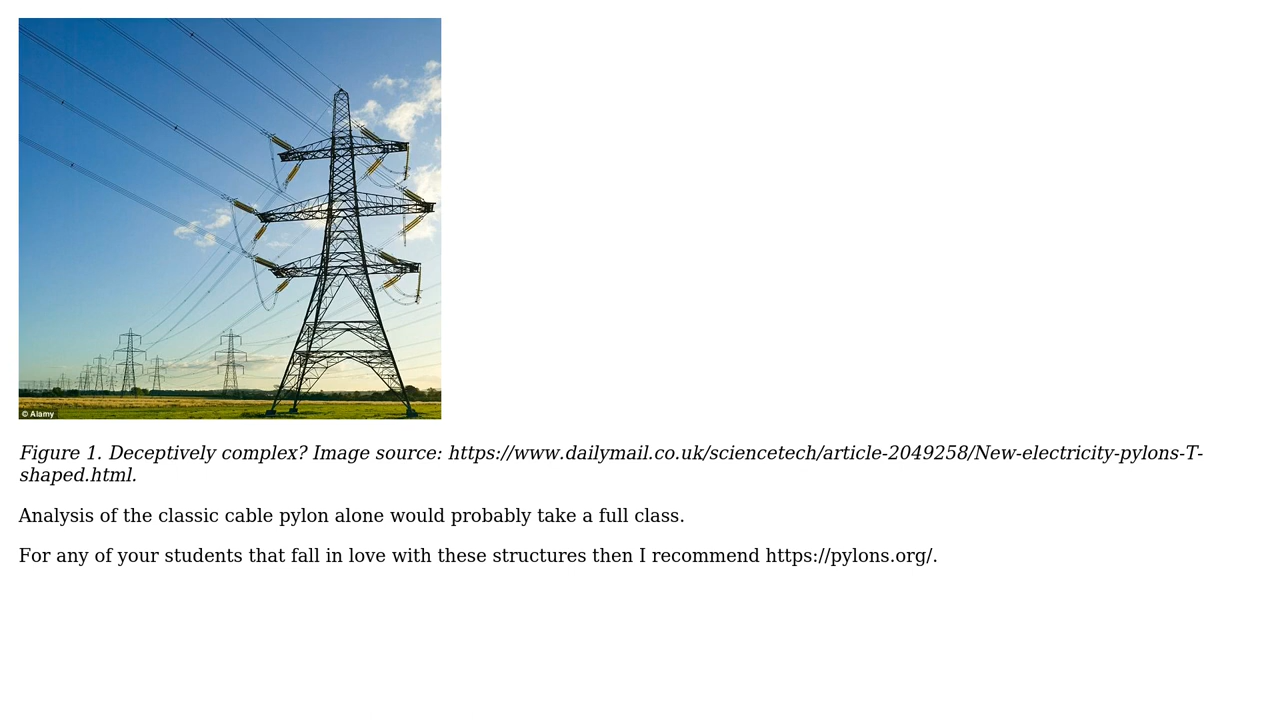 © Alamy
Figure 1. Deceptively complex? Image source: https://www.dailymail.co.uk/sciencetech/article-2049258/New-electricity-pylons-T-
shaped.html.
Analysis of the classic cable pylon alone would probably take a full class.
For any of your students that fall in love with these structures then I recommend https://pylons.org/.